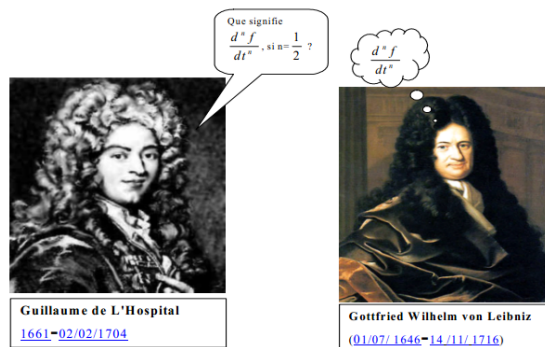 Que signifie
d^n f / dt^n , si n= 1/2 ?
d^n f / dt^n
Guillaume de L'Hospital
1661-02/02/1704
Gottfried Wilhelm von Leibniz
(01/07/ 1646-14 /11/ 1716)